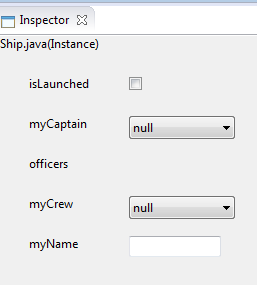 Inspector
Ship.java(Instance)
isLaunched
myCaptain null
officers
myCrew null
myName